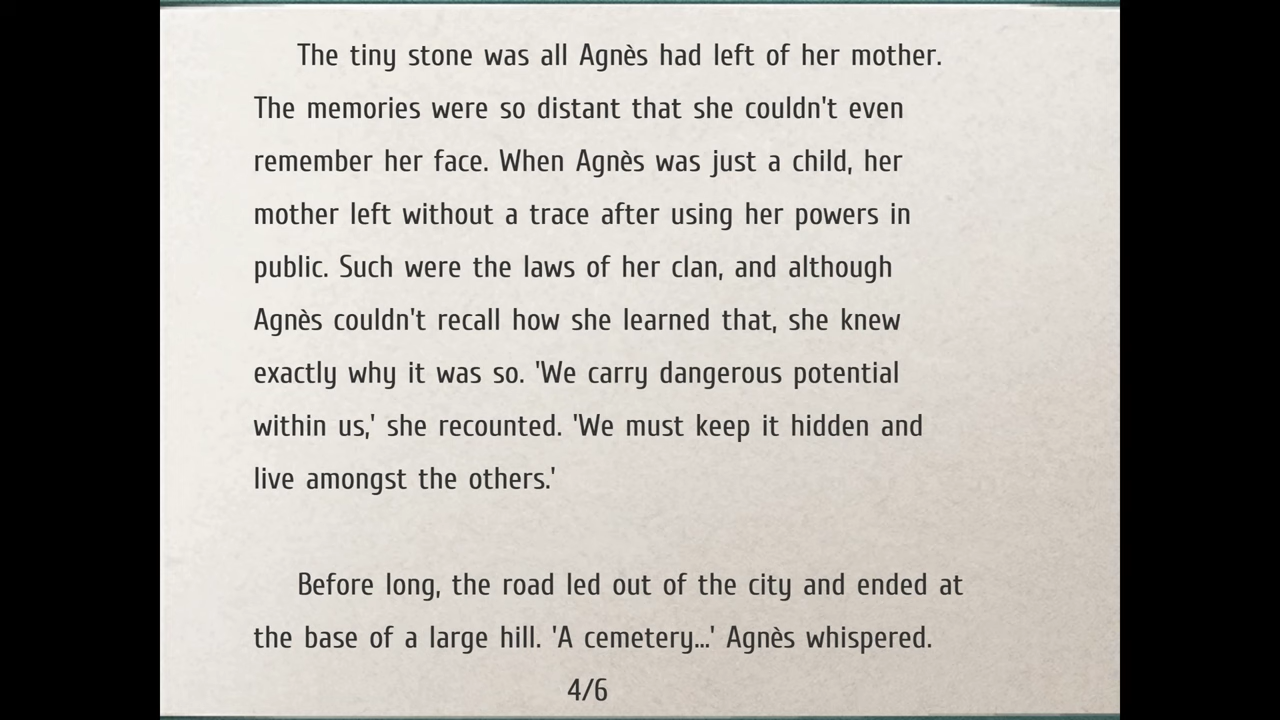 The tiny stone was all Agnès had left of her mother.
The memories were so distant that she couldn't even
remember her face. When Agnès was just a child, her
mother left without a trace after using her powers in
public. Such were the laws of her clan, and although
Agnès couldn't recall how she learned that, she knew
exactly why it was so. 'We carry dangerous potential
within us,' she recounted. 'We must keep it hidden and
live amongst the others.'
Before long, the road led out of the city and ended at
the base of a large hill. 'A cemetery...' Agnès whispered.
4/6